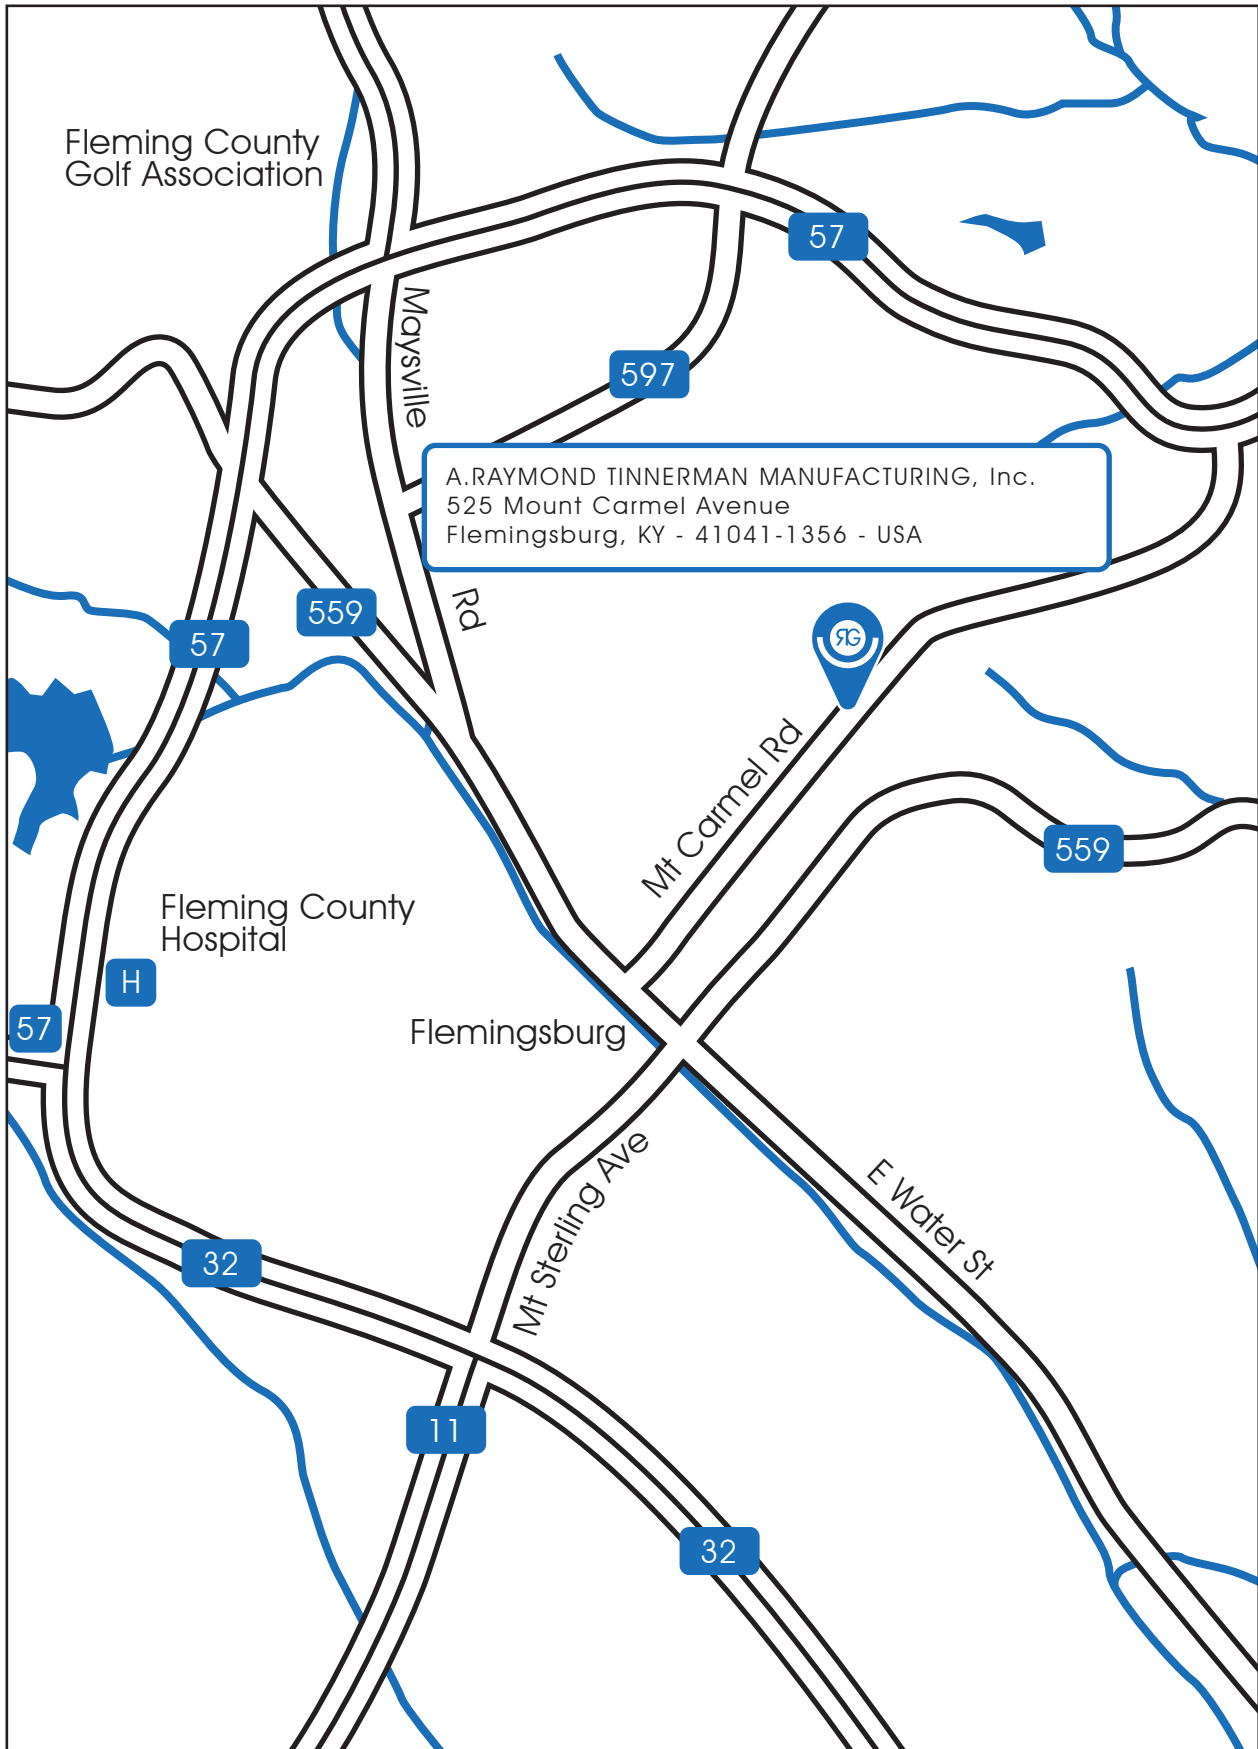 Fleming County
Golf Association
57
Maysville
597
A.RAYMOND TINNERMAN MANUFACTURING, Inc.
525 Mount Carmel Avenue
Flemingsburg, KY - 41041-1356 - USA
Rd
559
57
RG
Mt Carmel Rd
559
Fleming County
Hospital
H
57
Flemingsburg
Mt Sterling Ave
E Water St
32
11
32